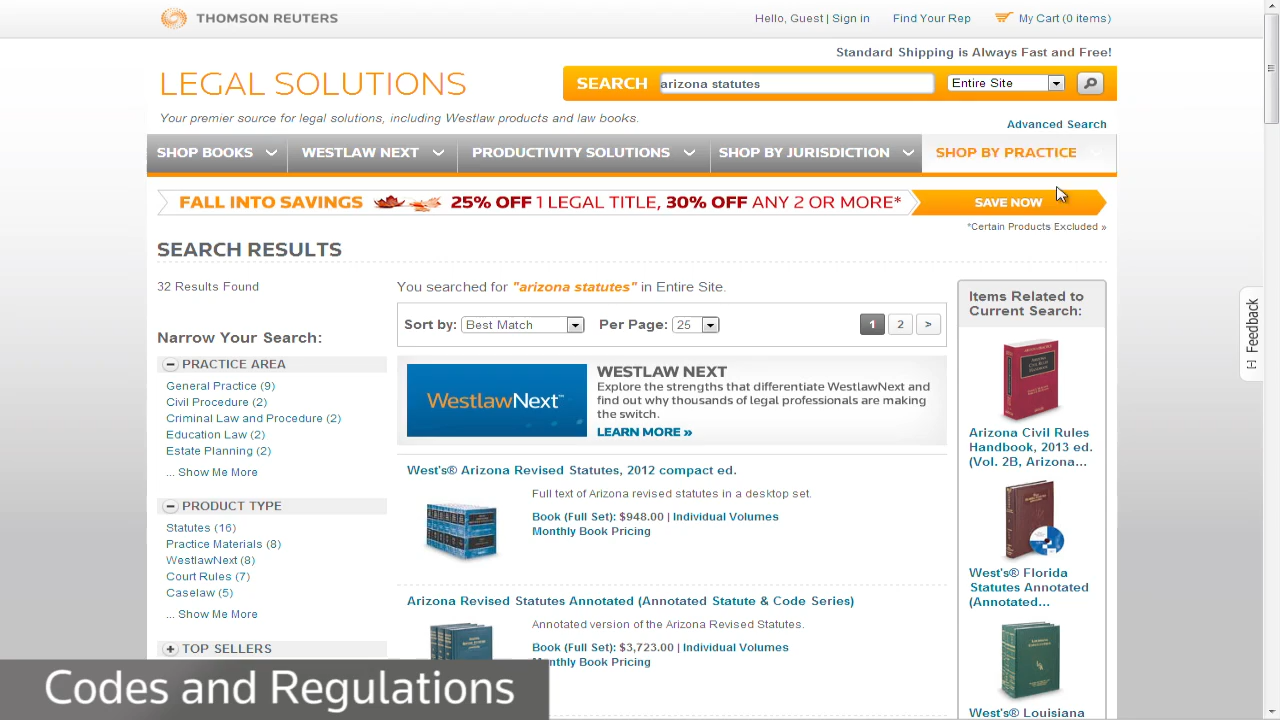 THOMSON REUTERS
Hello, Guest | Sign in
Find Your Rep
My Cart (0 items)
Standard Shipping is Always Fast and Free!
LEGAL SOLUTIONS
SEARCH
arizona statutes
Entire Site
Your premier source for legal solutions, including Westlaw products and law books.
Advanced Search
SHOP BOOKS
WESTLAW NEXT
PRODUCTIVITY SOLUTIONS
SHOP BY JURISDICTION
SHOP BY PRACTICE
FALL INTO SAVINGS
25% OFF 1 LEGAL TITLE, 30% OFF ANY 2 OR MORE*
SAVE NOW
*Certain Products Excluded »
SEARCH RESULTS
32 Results Found
Narrow Your Search:
PRACTICE AREA
General Practice (9)
Civil Procedure (2)
Criminal Law and Procedure (2)
Education Law (2)
Estate Planning (2)
... Show Me More
PRODUCT TYPE
Statutes (16)
Practice Materials (8)
WestlawNext (8)
Court Rules (7)
Caselaw (5)
... Show Me More
TOP SELLERS
You searched for "arizona statutes" in Entire Site.
Sort by: Best Match
Per Page: 25
1
2
>
WestlawNext™
WESTLAW NEXT
Explore the strengths that differentiate WestlawNext and
find out why thousands of legal professionals are making
the switch.
LEARN MORE »
West's® Arizona Revised Statutes, 2012 compact ed.
Full text of Arizona revised statutes in a desktop set.
Book (Full Set): $948.00 | Individual Volumes
Monthly Book Pricing
Arizona Revised Statutes Annotated (Annotated Statute & Code Series)
Annotated version of the Arizona Revised Statutes.
Book (Full Set): $3,723.00 | Individual Volumes
Monthly Book Pricing
Items Related to
Current Search:
Arizona Civil Rules
Handbook, 2013 ed.
(Vol. 2B, Arizona...
West's® Florida
Statutes Annotated
(Annotated...
West's® Louisiana
Feedback
Codes and Regulations